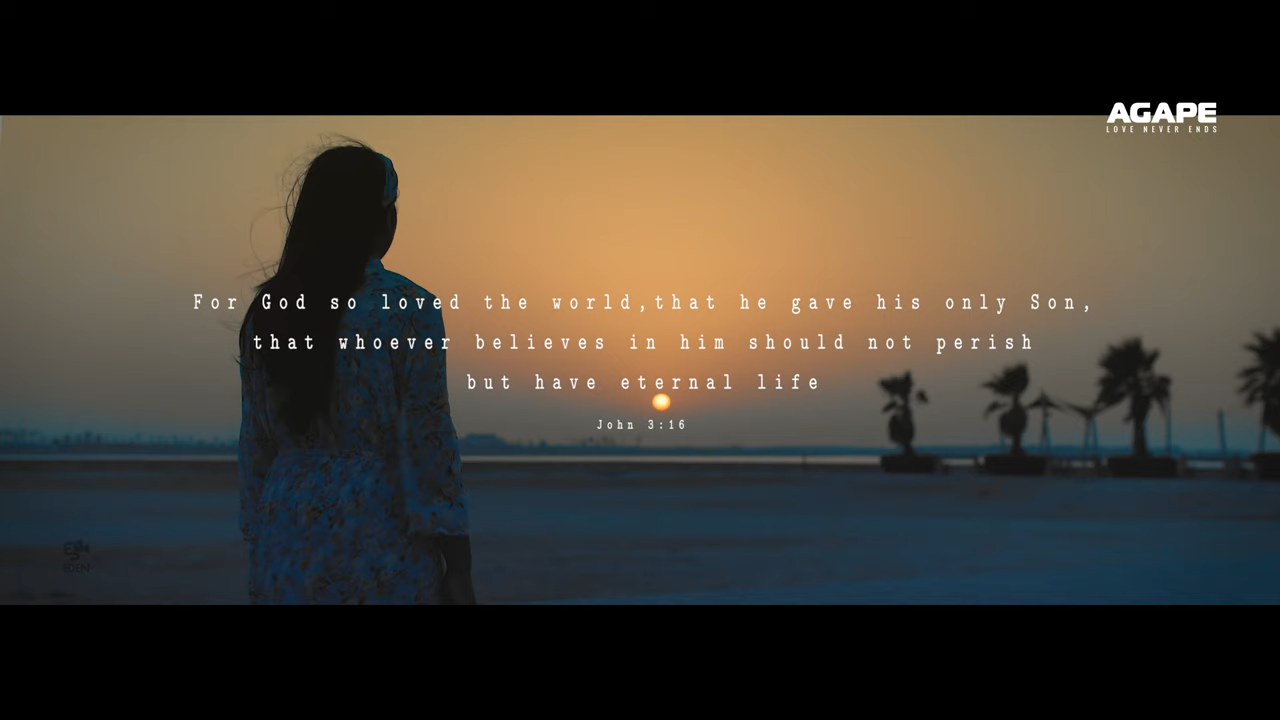 AGAPE
LOVE NEVER ENDS
For God so loved the world,that he gave his only Son,
that whoever believes in him should not perish
but have eternal life
John 3:16
EDEN